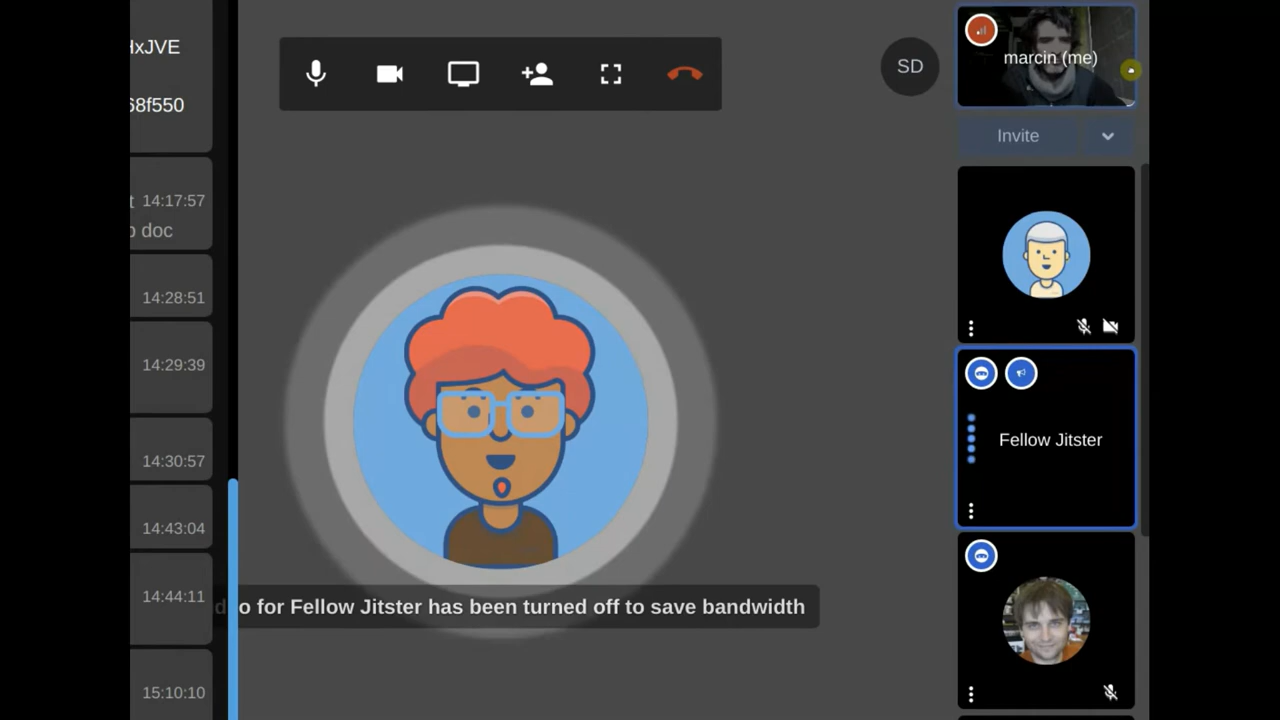 HxJVE
68f550
14:17:57
doc
14:28:51
14:29:39
14:30:57
14:43:04
14:44:11
15:10:10
SD
marcin (me)
Invite
Fellow Jitster
o for Fellow Jitster has been turned off to save bandwidth